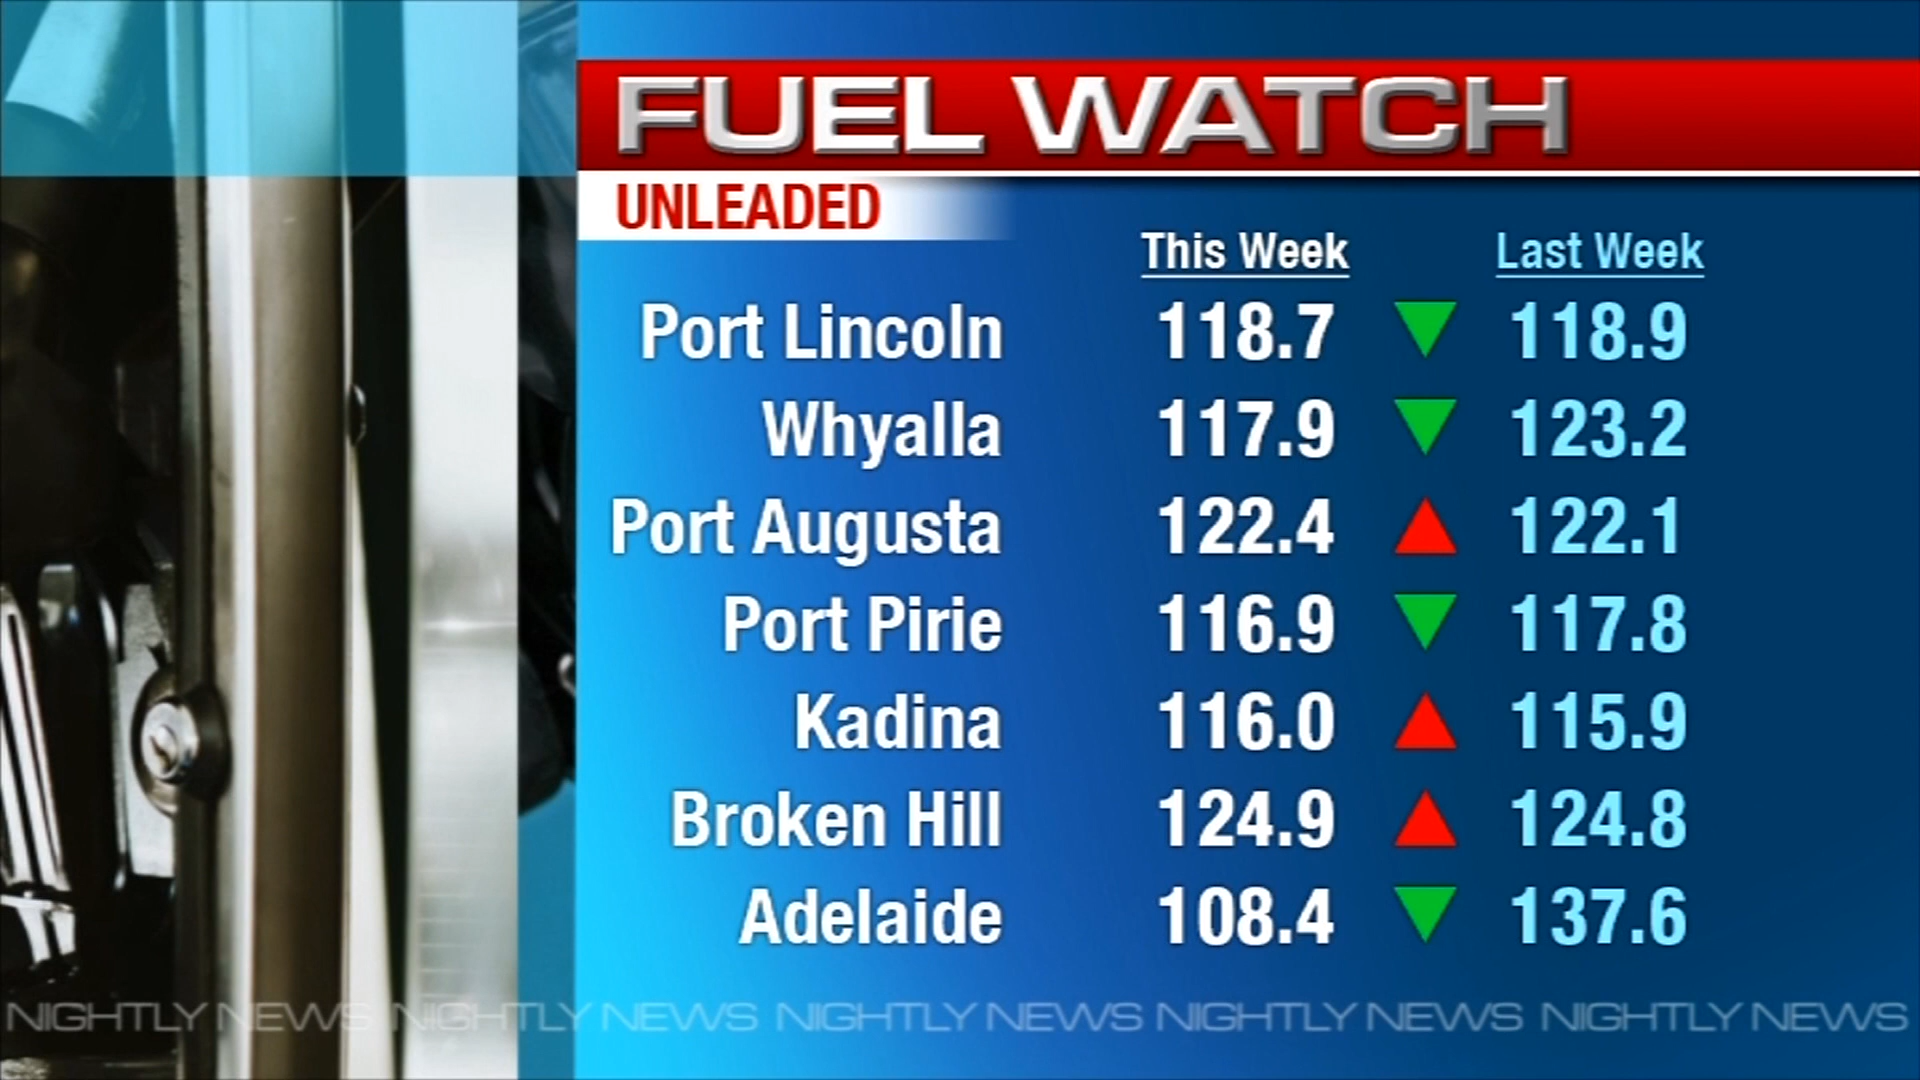 FUEL WATCH
UNLEADED
This Week Last Week
Port Lincoln 118.7 118.9
Whyalla 117.9 123.2
Port Augusta 122.4 122.1
Port Pirie 116.9 117.8
Kadina 116.0 115.9
Broken Hill 124.9 124.8
Adelaide 108.4 137.6
NIGHTLY NEWS NIGHTLY NEWS NIGHTLY NEWS NIGHTLY NEWS NIGHTLY NEWS